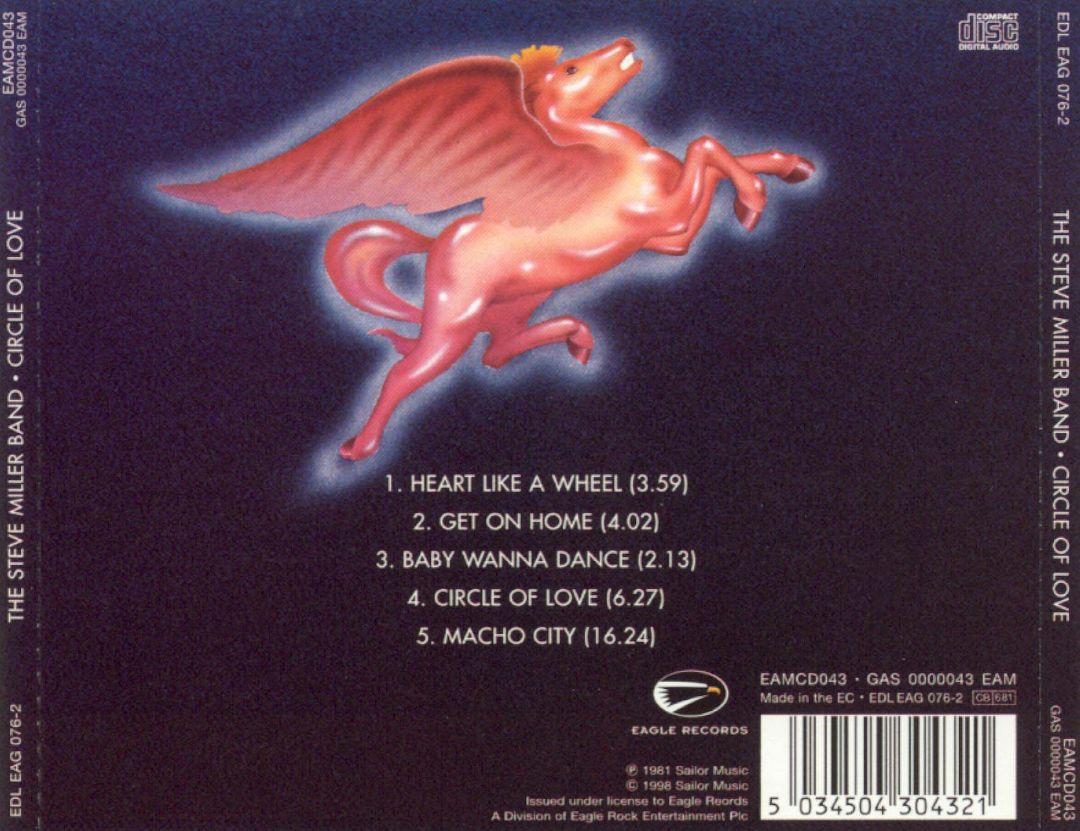 EAMCD043
GAS 0000043 EAM
THE STEVE MILLER BAND • CIRCLE OF LOVE
EDL EAG 076-2
COMPACT
disc
DIGITAL AUDIO
1. HEART LIKE A WHEEL (3.59)
2. GET ON HOME (4.02)
3. BABY WANNA DANCE (2.13)
4. CIRCLE OF LOVE (6.27)
5. MACHO CITY (16.24)
EAGLE RECORDS
EAMCD043 · GAS 0000043 EAM
Made in the EC • EDL EAG 076-2 CB 681
℗ 1981 Sailor Music
© 1998 Sailor Music
Issued under license to Eagle Reords
A Division of Eagle Rock Entertainment Plc
5 034504 304321
EDL EAG 076-2
THE STEVE MILLER BAND • CIRCLE OF LOVE
EAMCD043
GAS 0000043 EAM